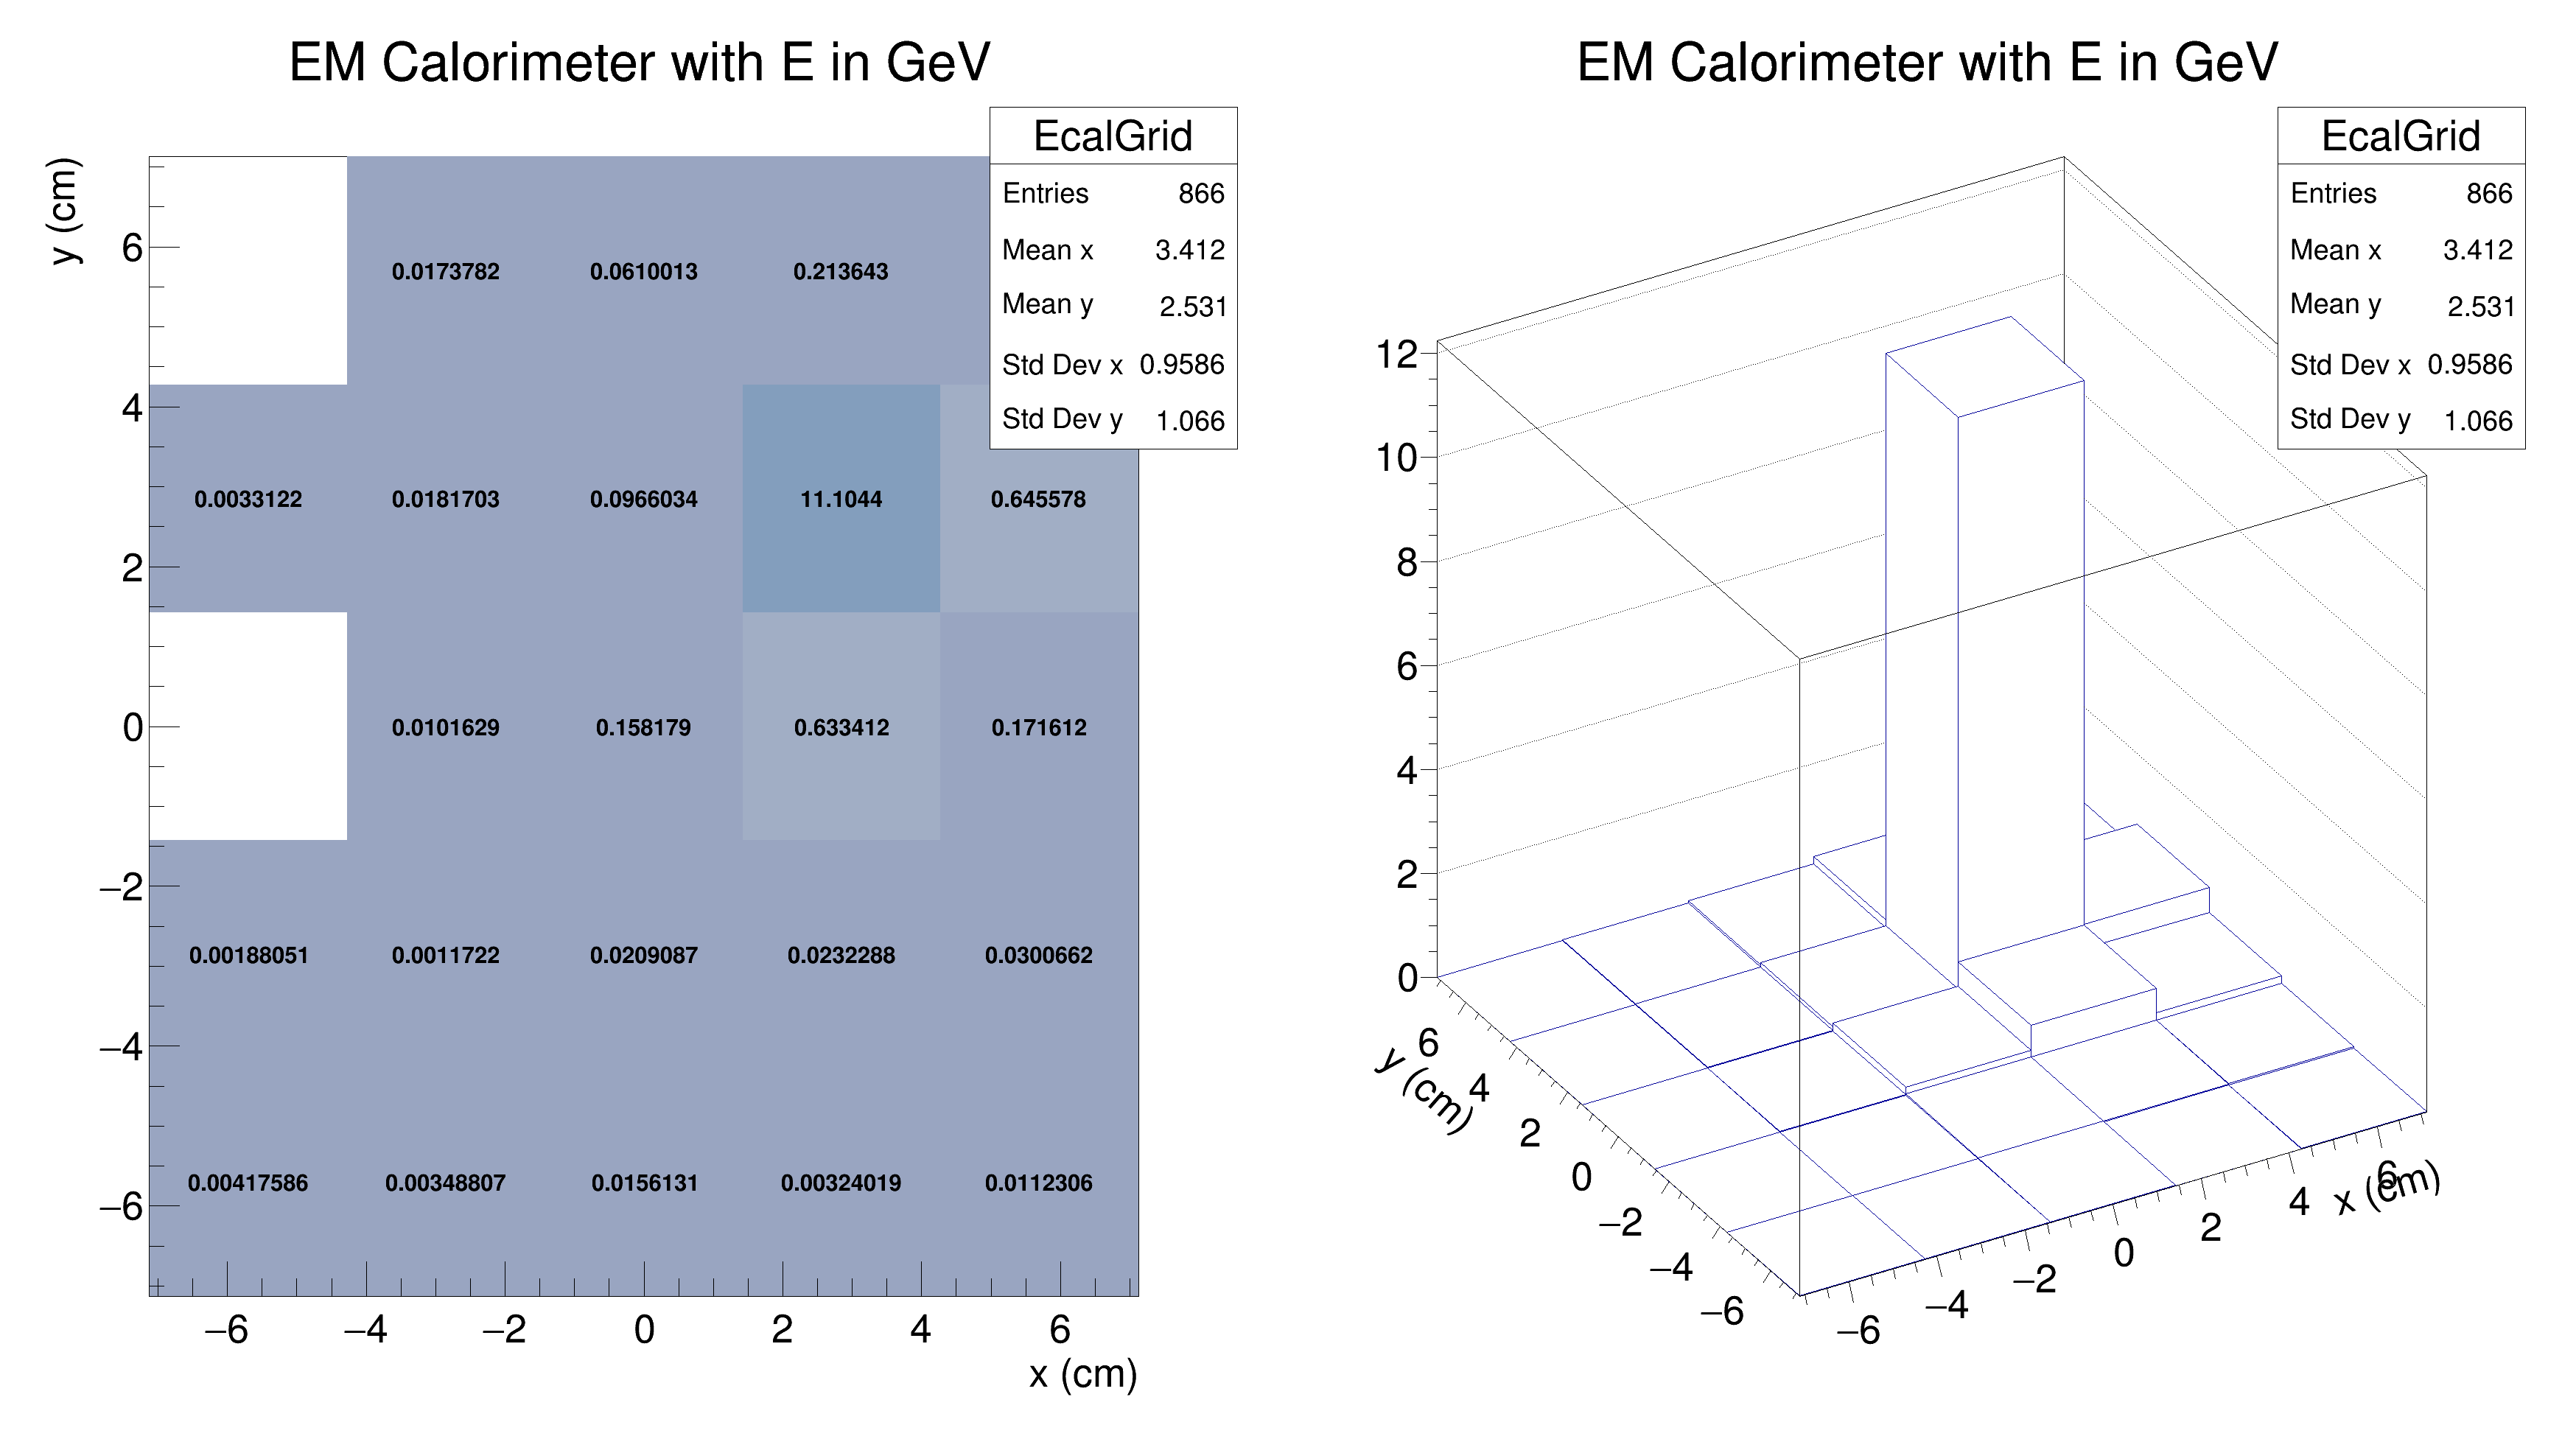 EM Calorimeter with E in GeV
EcalGrid
Entries 866
Mean x 3.412
Mean y 2.531
Std Dev x 0.9586
Std Dev y 1.066
y (cm)
6
4
2
0
−2
−4
−6
0.0173782 0.0610013 0.213643
0.0033122 0.0181703 0.0966034 11.1044 0.645578
0.0101629 0.158179 0.633412 0.171612
0.00188051 0.0011722 0.0209087 0.0232288 0.0300662
0.00417586 0.00348807 0.0156131 0.00324019 0.0112306
−6 −4 −2 0 2 4 6
x (cm)
EM Calorimeter with E in GeV
EcalGrid
Entries 866
Mean x 3.412
Mean y 2.531
Std Dev x 0.9586
Std Dev y 1.066
12
10
8
6
4
2
0
6
4
2
0
−2
−4
−6
y (cm)
−6 −4 −2 0 2 4 6
x (cm)